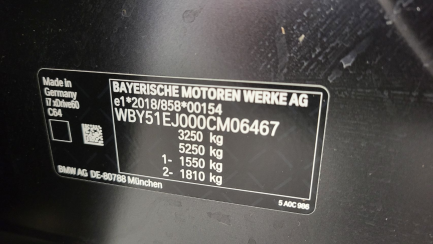 Made in
Germany
i7 xDrive60
C64
BAYERISCHE MOTOREN WERKE AG
e1*2018/858*00154
WBY51EJ000CM06467
3250 kg
5250 kg
1- 1550 kg
2- 1810 kg
BMW AG DE-80788 München
5 A0C 986